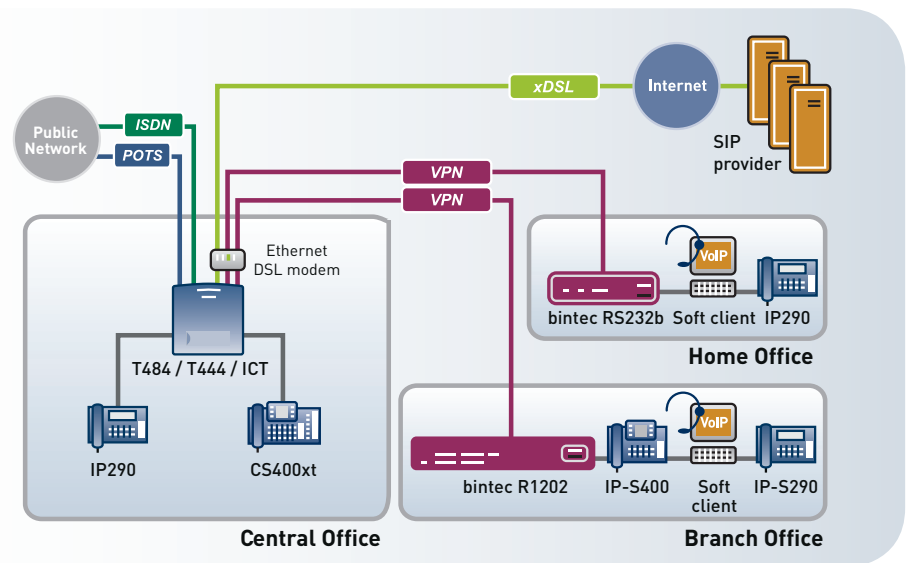 xDSL
Internet
SIP
provider
Public
Network
ISDN
POTS
VPN
VPN
Ethernet
DSL modem
T484 / T444 / ICT
IP290
CS400xt
Central Office
VoIP
bintec RS232b
Soft client
IP290
Home Office
VoIP
bintec R1202
IP-S400
Soft
client
IP-S290
Branch Office